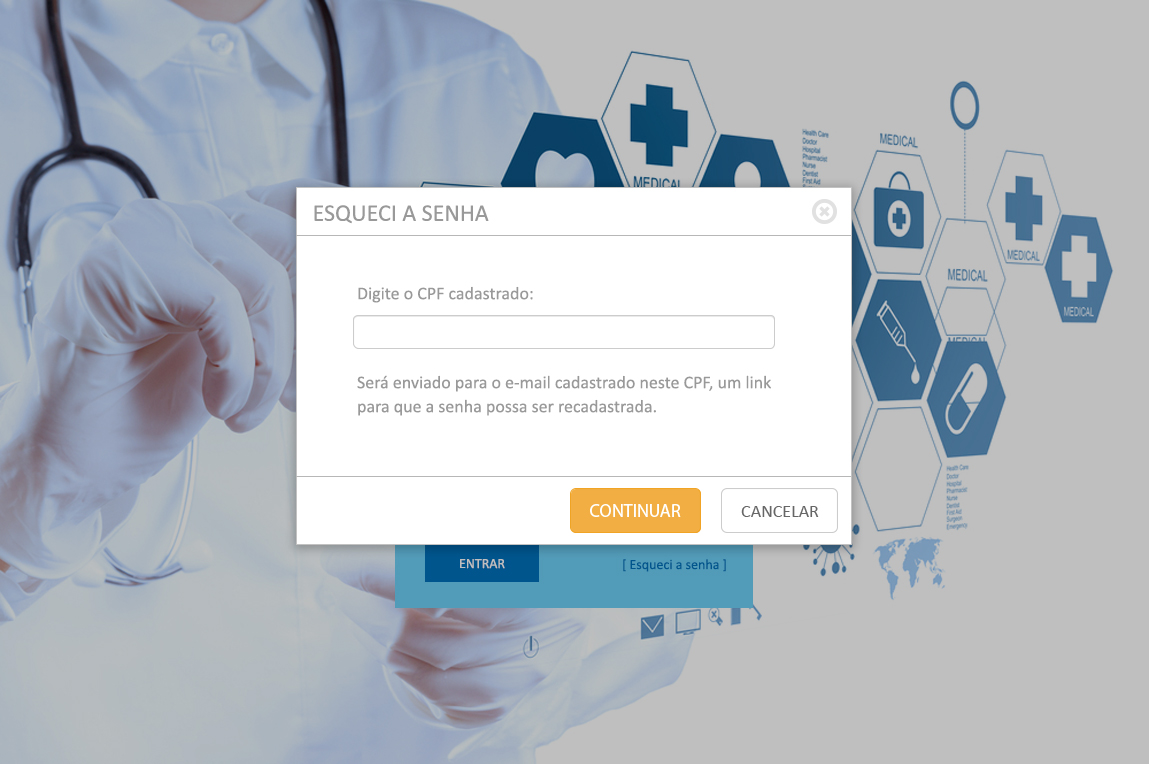 MEDICAL
Health Care
Doctor
Hospital
Pharmacist
Nurse
Dentist
First Aid
MEDICAL
MEDICAL
MEDICAL
MEDICAL
MEDICAL
ESQUECI A SENHA
Digite o CPF cadastrado:
Será enviado para o e-mail cadastrado neste CPF, um link
para que a senha possa ser recadastrada.
CONTINUAR
CANCELAR
Health Care
Doctor
Hospital
Pharmacist
Nurse
Dentist
First Aid
Surgeon
Emergency
ENTRAR
[ Esqueci a senha ]